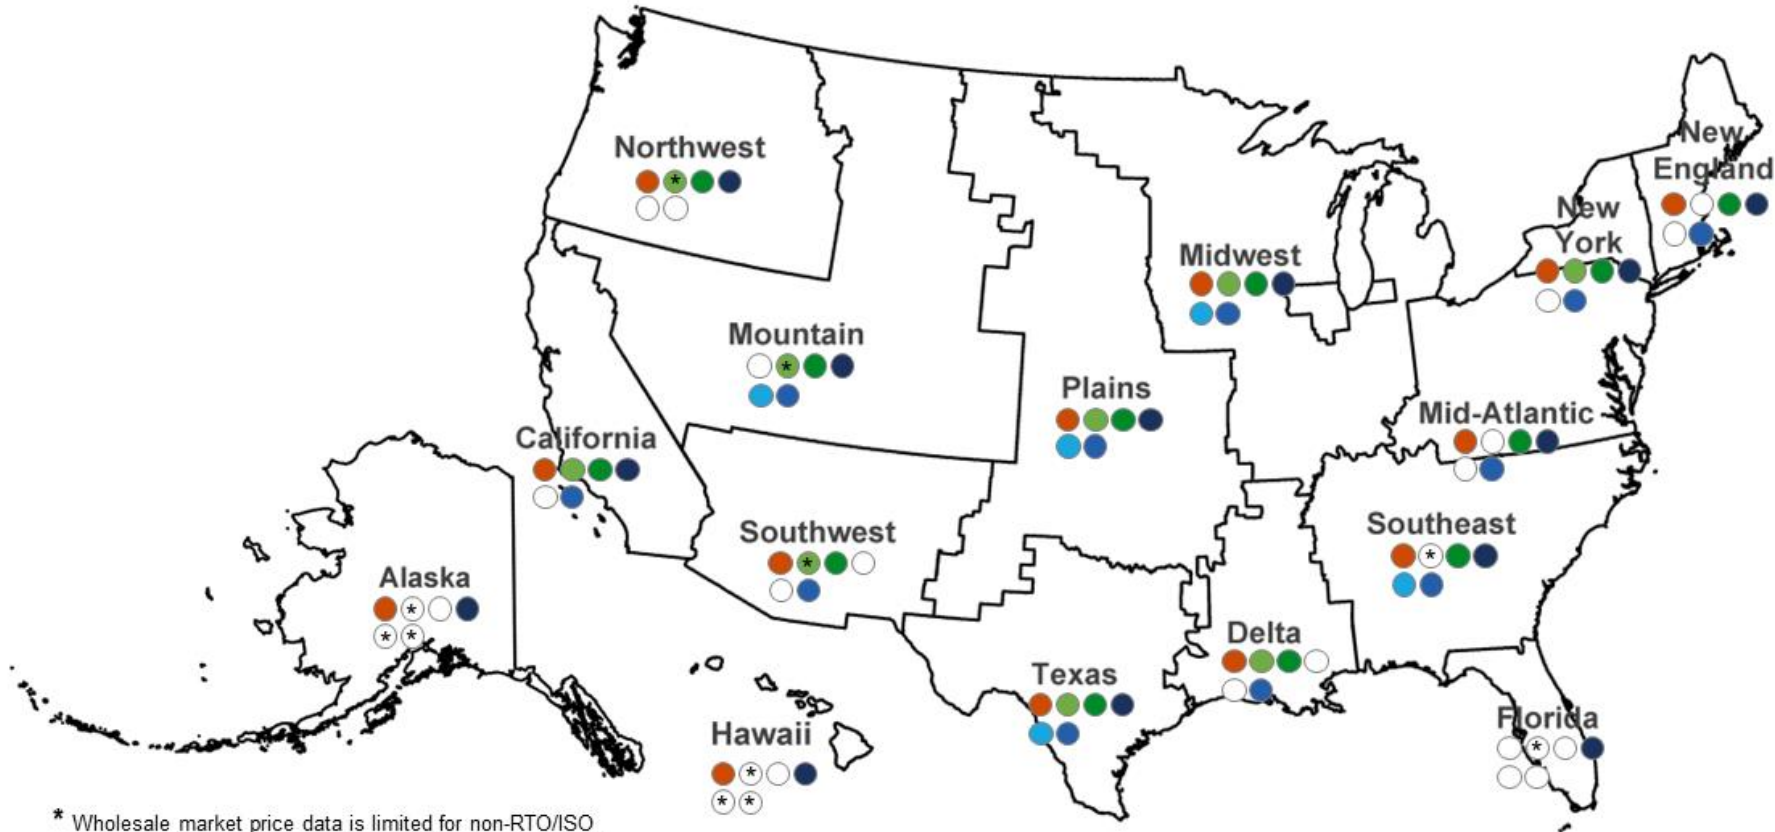 New
England
Northwest
* 
New
York
Midwest
Mountain
*
Plains
Mid-Atlantic
California
Southeast
*
Southwest
*
Alaska
*
* *
Delta
Texas
Florida
*
Hawaii
*
* *
* Wholesale market price data is limited for non-RTO/ISO